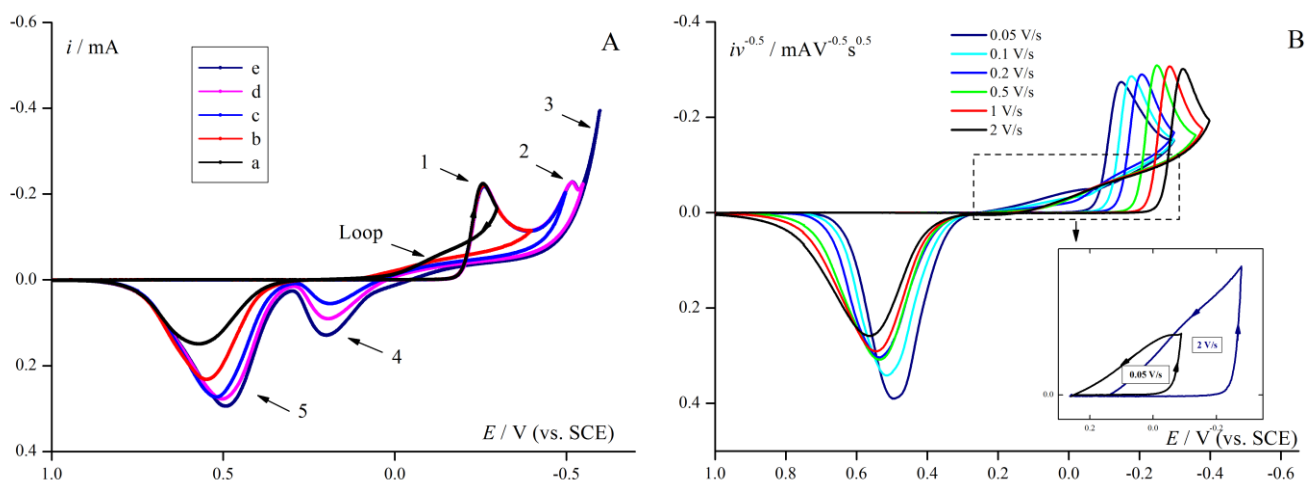 -0.6
i / mA
A
e
d
c
b
a
-0.4
-0.2
0.0
0.2
0.4
1
2
3
Loop
4
5
E / V (vs. SCE)
1.0 0.5 0.0 -0.5
-0.4
iv-0.5 / mAV-0.5s0.5
B
0.05 V/s
0.1 V/s
0.2 V/s
0.5 V/s
1 V/s
2 V/s
-0.2
0.0
0.2
0.4
2 V/s
0.05 V/s
0.0
0.2 0.0 -0.2
E / V (vs. SCE)
1.0 0.8 0.6 0.4 0.2 0.0 -0.2 -0.4 -0.6